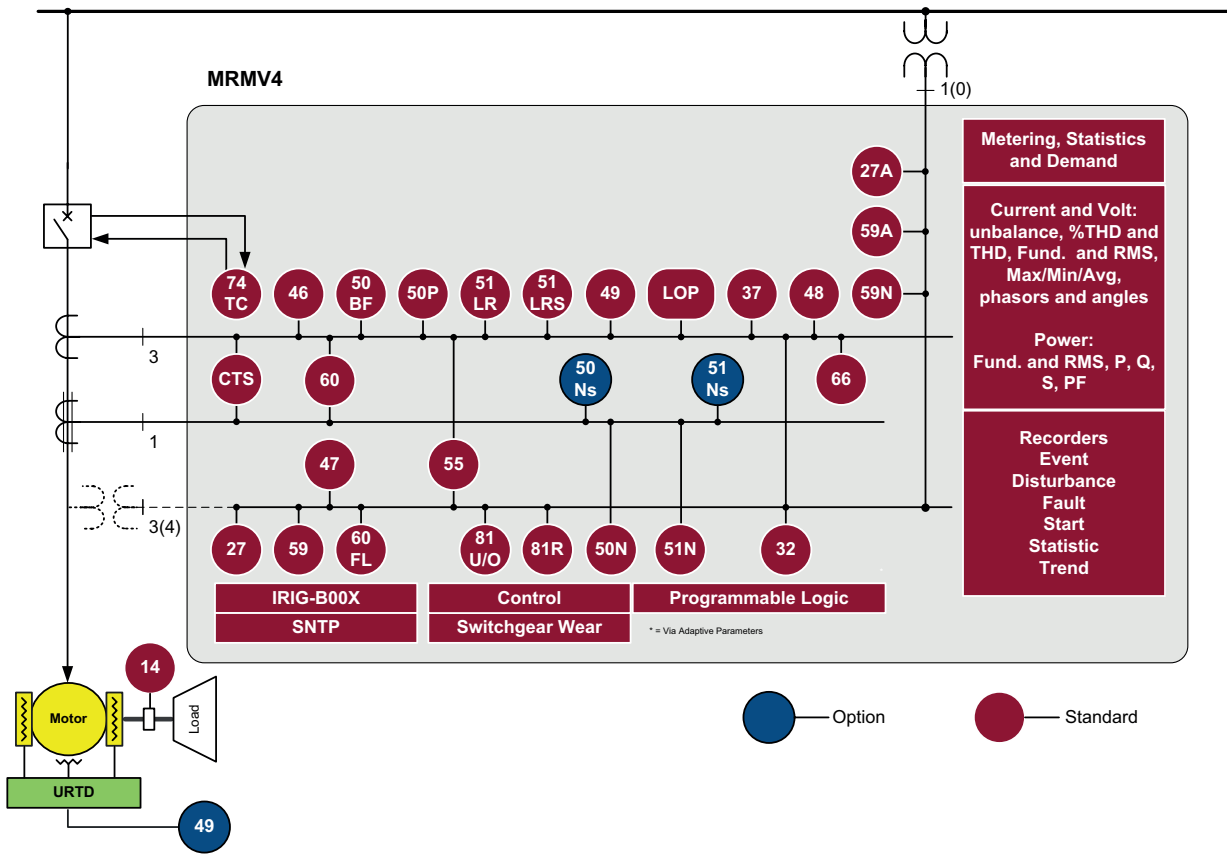 MRMV4
1(0)
27A
59A
74
TC
46
50
BF
50P
51
LR
51
LRS
49
LOP
37
48
59N
3
CTS
60
50
Ns
51
Ns
66
1
47
55
3(4)
27
59
60
FL
81
U/O
81R
50N
51N
32
IRIG-B00X
Control
Programmable Logic
SNTP
Switchgear Wear
* = Via Adaptive Parameters
Metering, Statistics
and Demand
Current and Volt:
unbalance, %THD and
THD, Fund. and RMS,
Max/Min/Avg,
phasors and angles
Power:
Fund. and RMS, P, Q,
S, PF
Recorders
Event
Disturbance
Fault
Start
Statistic
Trend
14
Motor
Load
URTD
49
Option
Standard